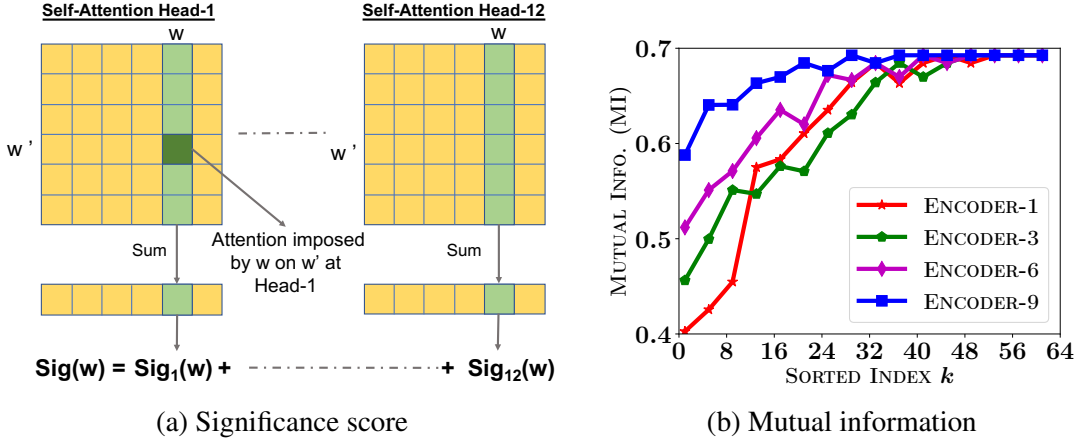 Self-Attention Head-1
Self-Attention Head-12
w
w
w '
w '
Sum
Attention imposed
by w on w' at
Head-1
Sum
Sig(w) = Sig1(w) +
+ Sig12(w)
(a) Significance score
0.7
0.6
0.5
0.4
MUTUAL INFO. (MI)
ENCODER-1
ENCODER-3
ENCODER-6
ENCODER-9
0 8 16 24 32 40 48 56 64
SORTED INDEX k
(b) Mutual information